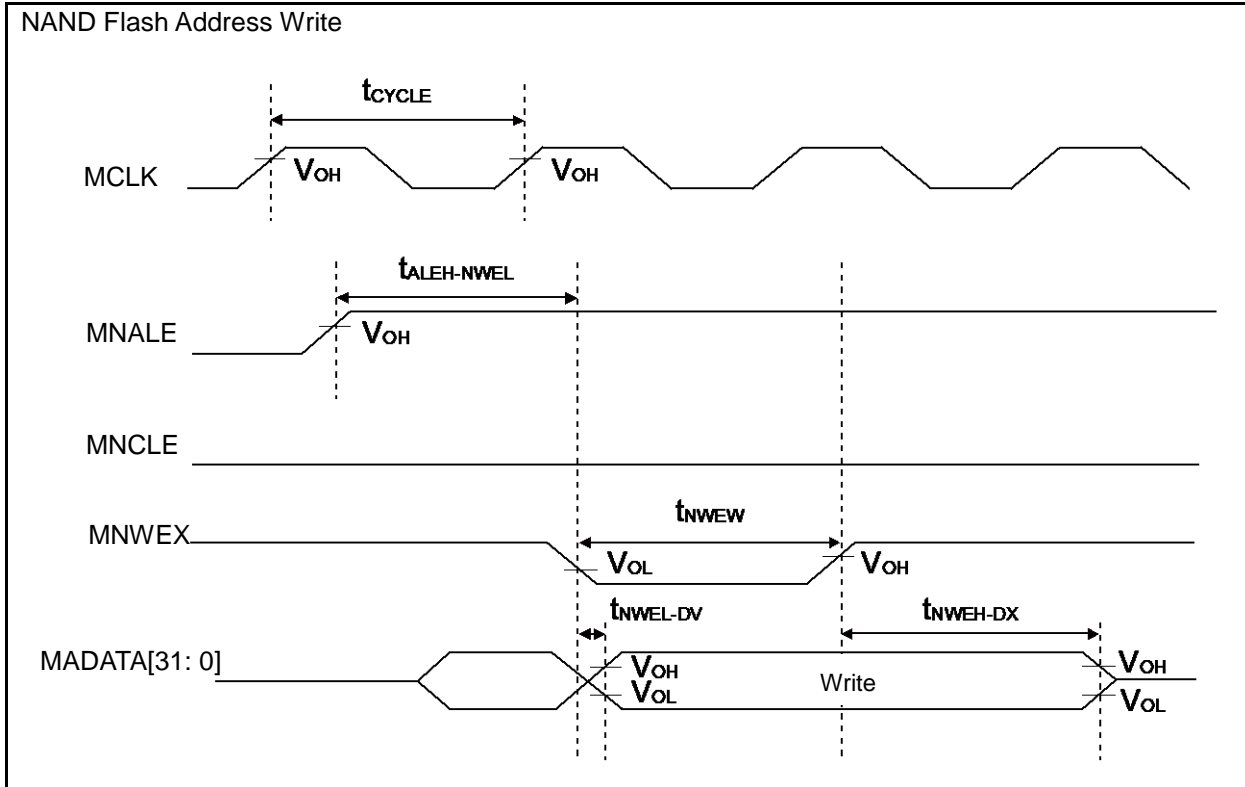 NAND Flash Address Write
tCYCLE
MCLK
VOH
VOH
tALEH-NWEL
MNALE
VOH
MNCLE
tNWEW
MNWEX
VOL
VOH
tNWEL-DV
tNWEH-DX
MADATA[31: 0]
VOH
VOL
Write
VOH
VOL